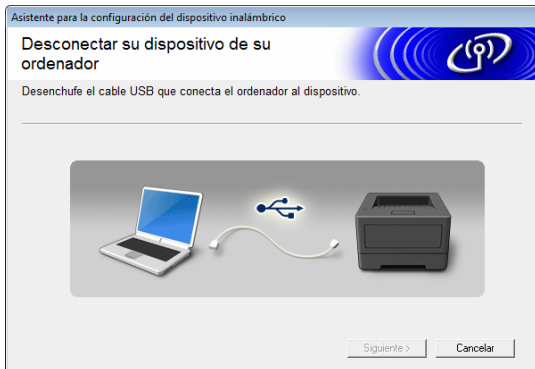 Asistente para la configuración del dispositivo inalámbrico
Desconectar su dispositivo de su
ordenador
Desenchufe el cable USB que conecta el ordenador al dispositivo.
Siguiente >
Cancelar